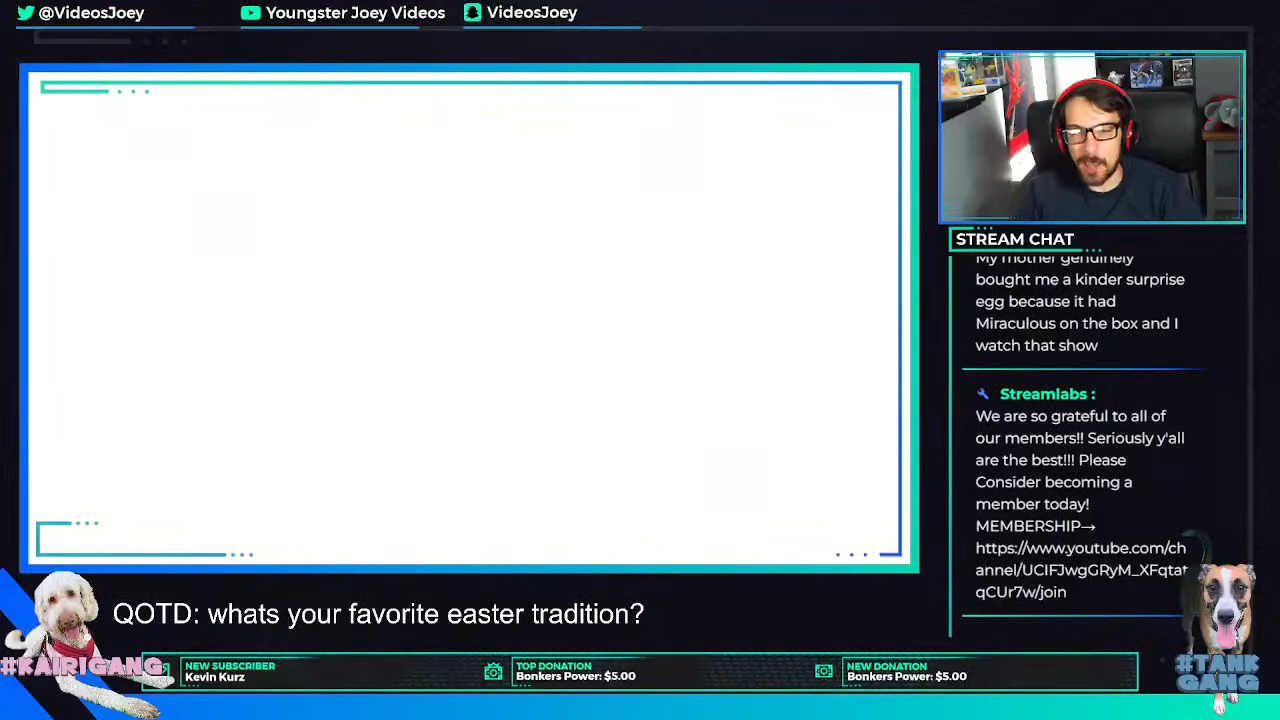 @VideosJoey
Youngster Joey Videos
VideosJoey
STREAM CHAT
My mother genuinely
bought me a kinder surprise
egg because it had
Miraculous on the box and I
watch that show
Streamlabs :
We are so grateful to all of
our members!! Seriously y'all
are the best!!! Please
Consider becoming a
member today!
MEMBERSHIP→
https://www.youtube.com/ch
annel/UCIFJwgGRyM_XFqtat
qCUr7w/join
QOTD: whats your favorite easter tradition?
#KAIRIGANG
NEW SUBSCRIBER
Kevin Kurz
TOP DONATION
Bonkers Power: $5.00
NEW DONATION
Bonkers Power: $5.00
#TANK
GANG